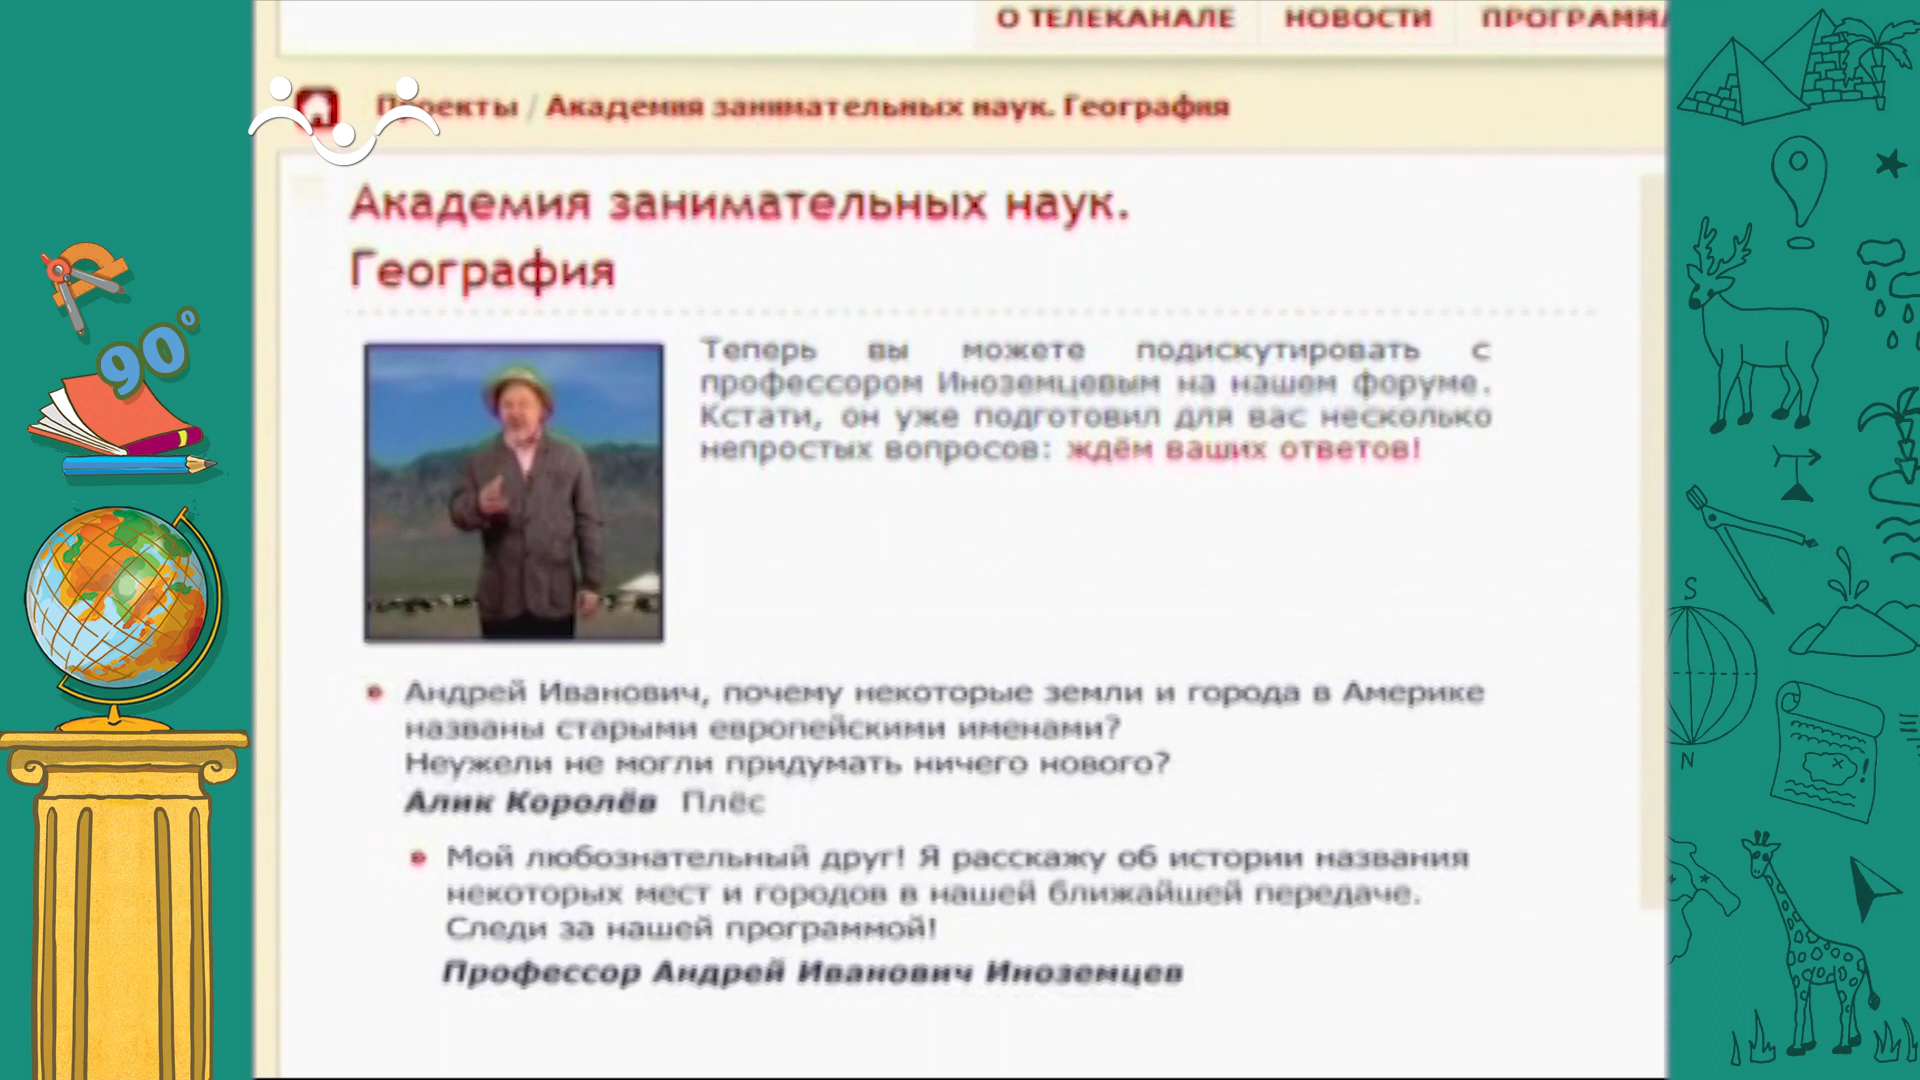 О ТЕЛЕКАНАЛЕ НОВОСТИ ПРОГРАММА
Проекты / Академия занимательных наук. География
Академия занимательных наук.
География
Теперь вы можете подискутировать с
профессором Иноземцевым на нашем форуме.
Кстати, он уже подготовил для вас несколько
непростых вопросов: ждём ваших ответов!
Андрей Иванович, почему некоторые земли и города в Америке
названы старыми европейскими именами?
Неужели не могли придумать ничего нового?
Алик Королёв Плёс
Мой любознательный друг! Я расскажу об истории названия
некоторых мест и городов в нашей ближайшей передаче.
Следи за нашей программой!
Профессор Андрей Иванович Иноземцев
90°
S
N